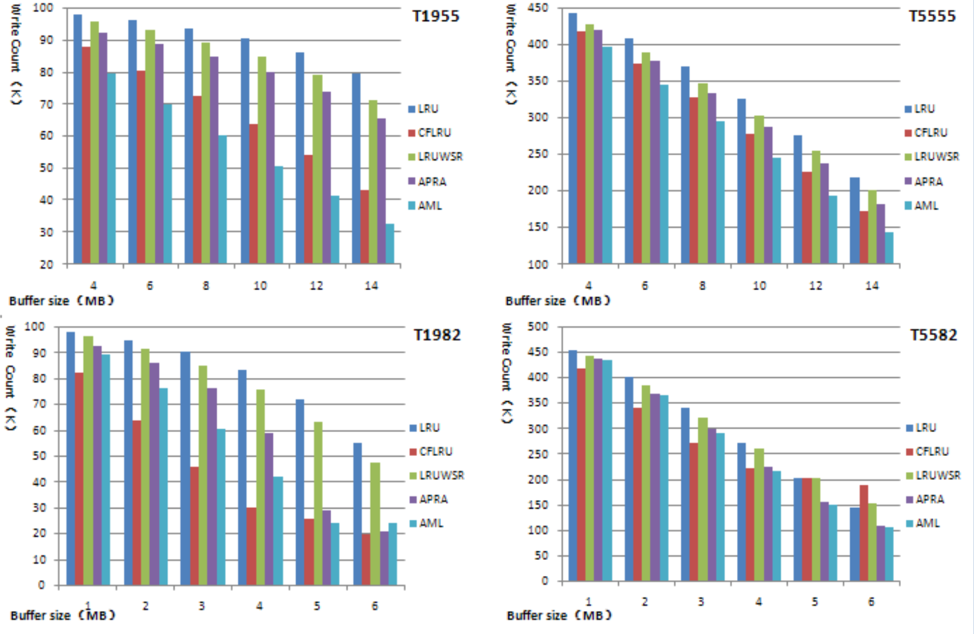 Write Count (K)
T1955
100
90
80
70
60
50
40
30
20
4 6 8 10 12 14
Buffer size (MB)
LRU
CFLRU
LRUWSR
APRA
AML
Write Count (K)
T5555
450
400
350
300
250
200
150
100
4 6 8 10 12 14
Buffer size (MB)
LRU
CFLRU
LRUWSR
APRA
AML
Write Count (K)
T1982
100
90
80
70
60
50
40
30
20
10
0
1 2 3 4 5 6
Buffer size (MB)
LRU
CFLRU
LRUWSR
APRA
AML
Write Count (K)
T5582
500
450
400
350
300
250
200
150
100
50
0
1 2 3 4 5 6
Buffer size (MB)
LRU
CFLRU
LRUWSR
APRA
AML